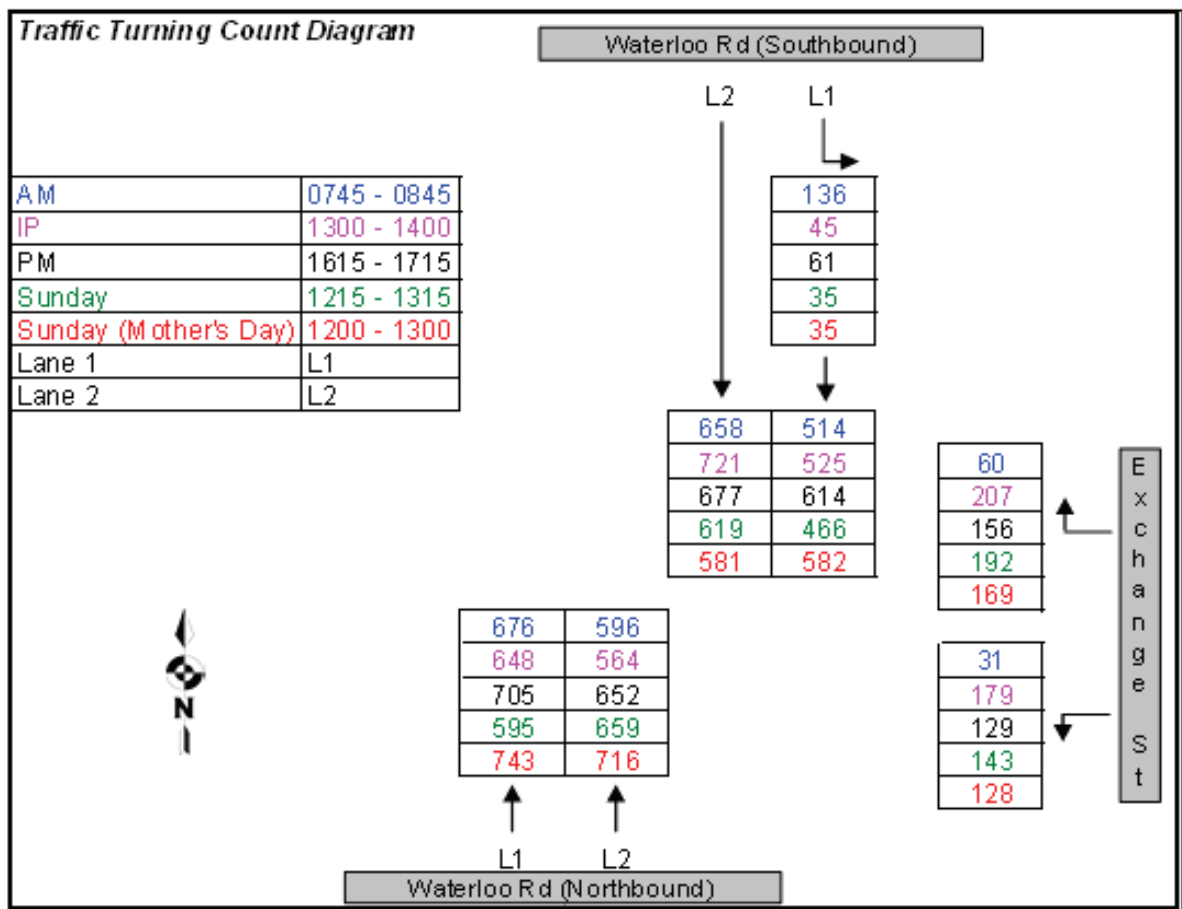 Traffic Turning Count Diagram
Waterloo Rd (Southbound)
L2 L1
AM 0745 - 0845
IP 1300 - 1400
PM 1615 - 1715
Sunday 1215 - 1315
Sunday (Mother's Day) 1200 - 1300
Lane 1 L1
Lane 2 L2
136
45
61
35
35
658 514
721 525
677 614
619 466
581 582
60
207
156
192
169
Exchange St
676 596
648 564
705 652
595 659
743 716
31
179
129
143
128
N
L1 L2
Waterloo Rd (Northbound)